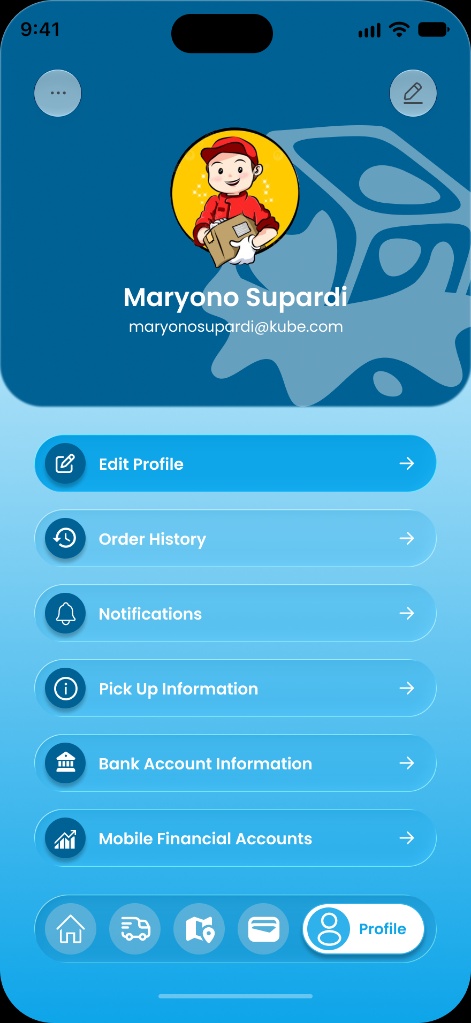 9:41
Maryono Supardi
maryonosupardi@kube.com
Edit Profile
Order History
Notifications
Pick Up Information
Bank Account Information
Mobile Financial Accounts
Profile